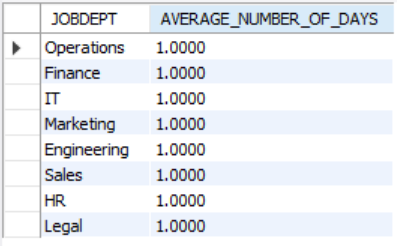 JOBDEPT AVERAGE_NUMBER_OF_DAYS
Operations 1.0000
Finance 1.0000
IT 1.0000
Marketing 1.0000
Engineering 1.0000
Sales 1.0000
HR 1.0000
Legal 1.0000